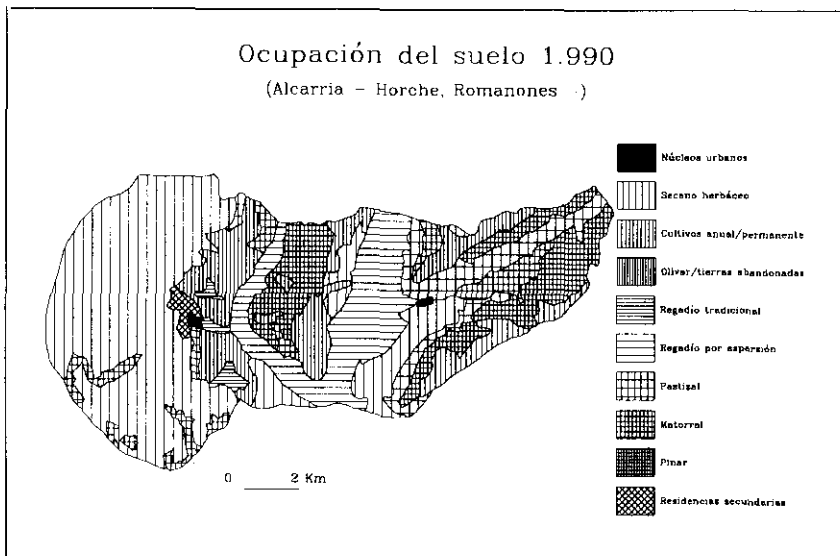 Ocupación del suelo 1.990
(Alcarria - Horche, Romanones )
Núcleos urbanos
Secano herbáceo
Cultivos anual/permanente
Olivar/tierras abandonadas
Regadío tradicional
Regadío por aspersión
Pastizal
Matorral
Pinar
Residencias secundarias
0 2 Km